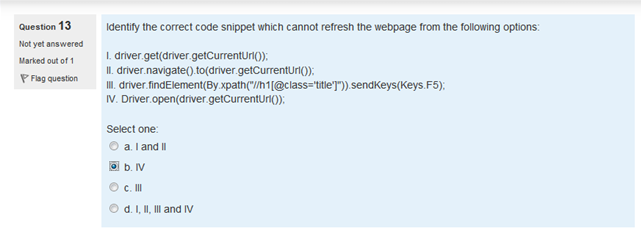 Question 13
Not yet answered
Marked out of 1
Flag question
Identify the correct code snippet which cannot refresh the webpage from the following options:
I. driver.get(driver.getCurrentUrl());
II. driver.navigate().to(driver.getCurrentUrl());
III. driver.findElement(By.xpath("//h1[@class='title']")).sendKeys(Keys.F5);
IV. Driver.open(driver.getCurrentUrl());
Select one:
a. I and II
b. IV
c. III
d. I, II, III and IV